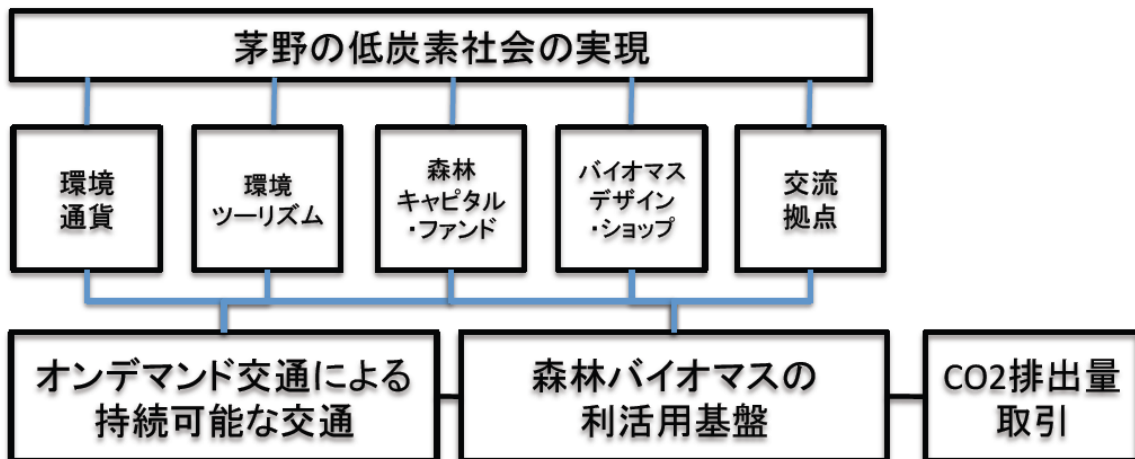 茅野の低炭素社会の実現
環境
通貨
環境
ツーリズム
森林
キャピタル
・ファンド
バイオマス
デザイン
・ショップ
交流
拠点
オンデマンド交通による
持続可能な交通
森林バイオマスの
利活用基盤
CO2排出量
取引